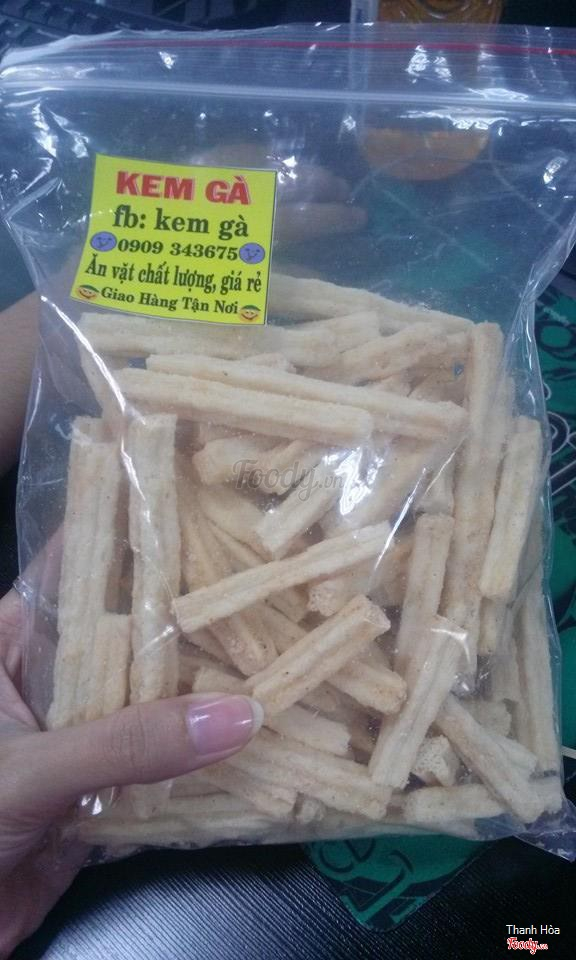 KEM GÀ
fb: kem gà
0909 343675
Ăn vặt chất lượng, giá rẻ
Giao Hàng Tận Nơi
Foody.vn
Thanh Hòa
Foody.vn